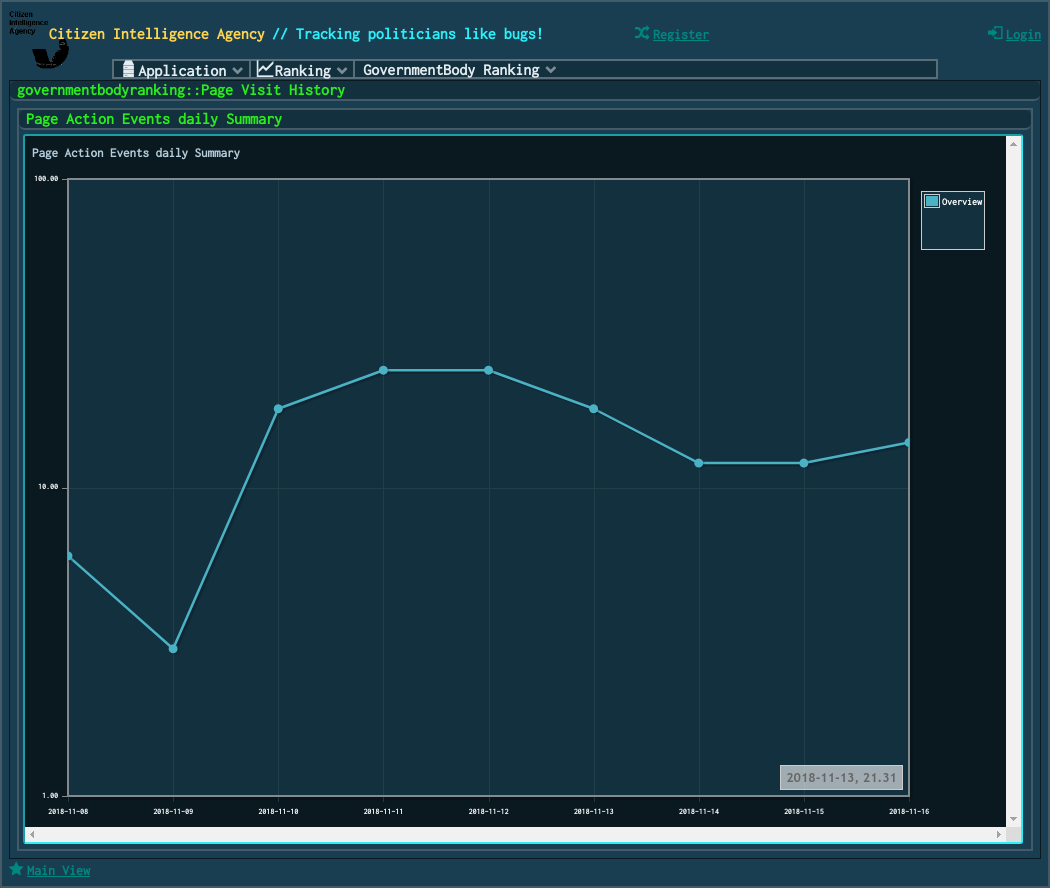 Citizen
Intelligence
Agency
Citizen Intelligence Agency // Tracking politicians like bugs!
Register
Login
Application
Ranking
GovernmentBody Ranking
governmentbodyranking::Page Visit History
Page Action Events daily Summary
Page Action Events daily Summary
100.00
Overview
10.00
2018-11-13, 21.31
1.00
2018-11-08 2018-11-09 2018-11-10 2018-11-11 2018-11-12 2018-11-13 2018-11-14 2018-11-15 2018-11-16
Main View